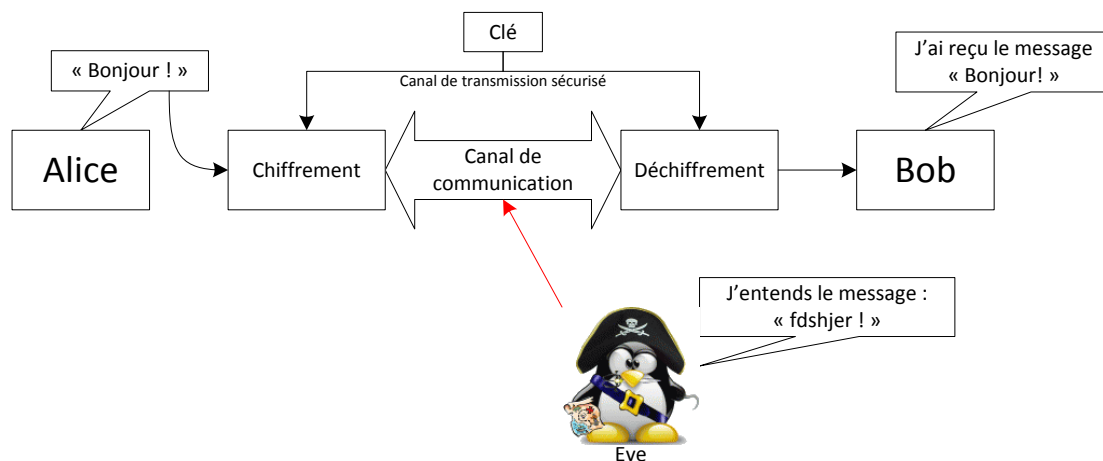 Clé
« Bonjour ! »
J’ai reçu le message
« Bonjour! »
Canal de transmission sécurisé
Alice
Chiffrement
Canal de
communication
Déchiffrement
Bob
J’entends le message :
« fdshjer ! »
Eve